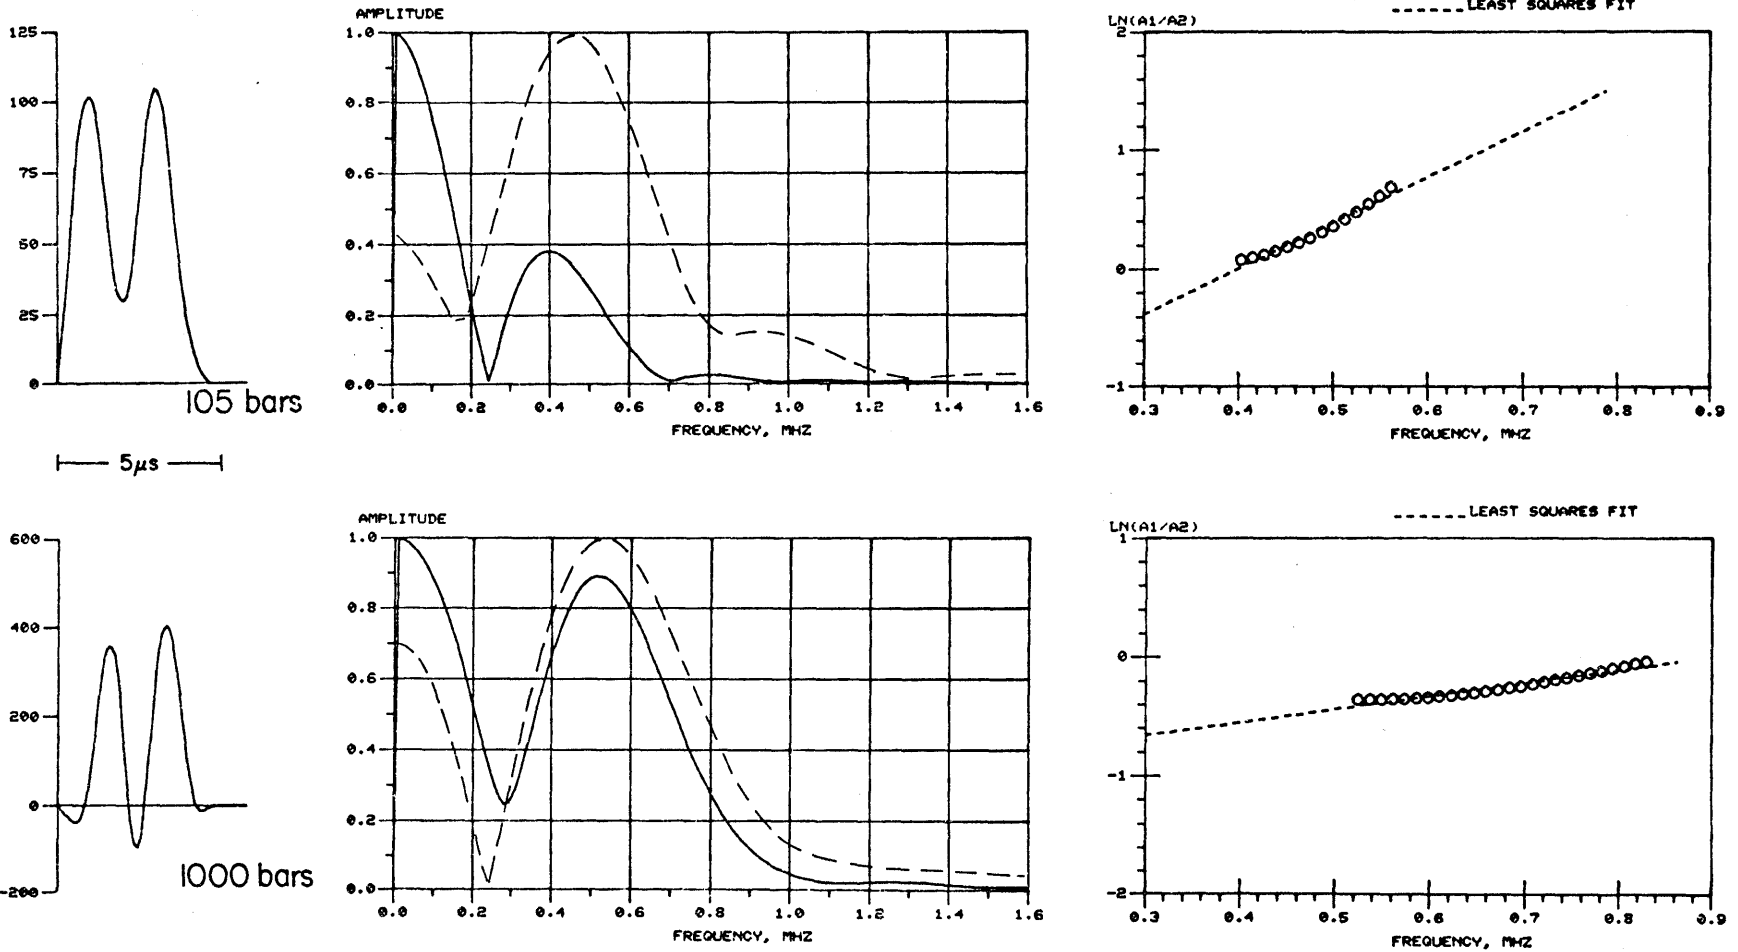 AMPLITUDE
125
100
75
50
25
0
105 bars
1.0
0.8
0.6
0.4
0.2
0.0
0.0 0.2 0.4 0.6 0.8 1.0 1.2 1.4 1.6
FREQUENCY, MHZ
LEAST SQUARES FIT
LN(A1/A2)
2
1
0
-1
0.3 0.4 0.5 0.6 0.7 0.8 0.9
FREQUENCY, MHZ
5μs
AMPLITUDE
600
400
200
0
-200
1000 bars
1.0
0.8
0.6
0.4
0.2
0.0
0.0 0.2 0.4 0.6 0.8 1.0 1.2 1.4 1.6
FREQUENCY, MHZ
LEAST SQUARES FIT
LN(A1/A2)
1
0
-1
-2
0.3 0.4 0.5 0.6 0.7 0.8 0.9
FREQUENCY, MHZ